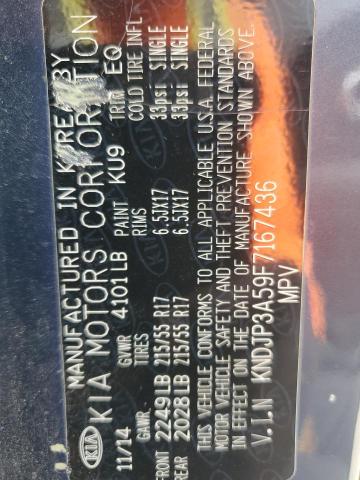 MANUFACTURED IN KOREA BY
KIA KIA MOTORS CORPORATION
11/14 GVWR 4101LB PAINT KU9 TRIM EQ
GAWR TIRES RIMS COLD TIRE INFL
FRONT 2249LB 215/55 R17 6.5JX17 33psi SINGLE
REAR 2028LB 215/55 R17 6.5JX17 33psi SINGLE
THIS VEHICLE CONFORMS TO ALL APPLICABLE U.S.A. FEDERAL
MOTOR VEHICLE SAFETY AND THEFT PREVENTION STANDARDS
IN EFFECT ON THE DATE OF MANUFACTURE SHOWN ABOVE.
V.I.N KNDJP3A59F7167436
MPV